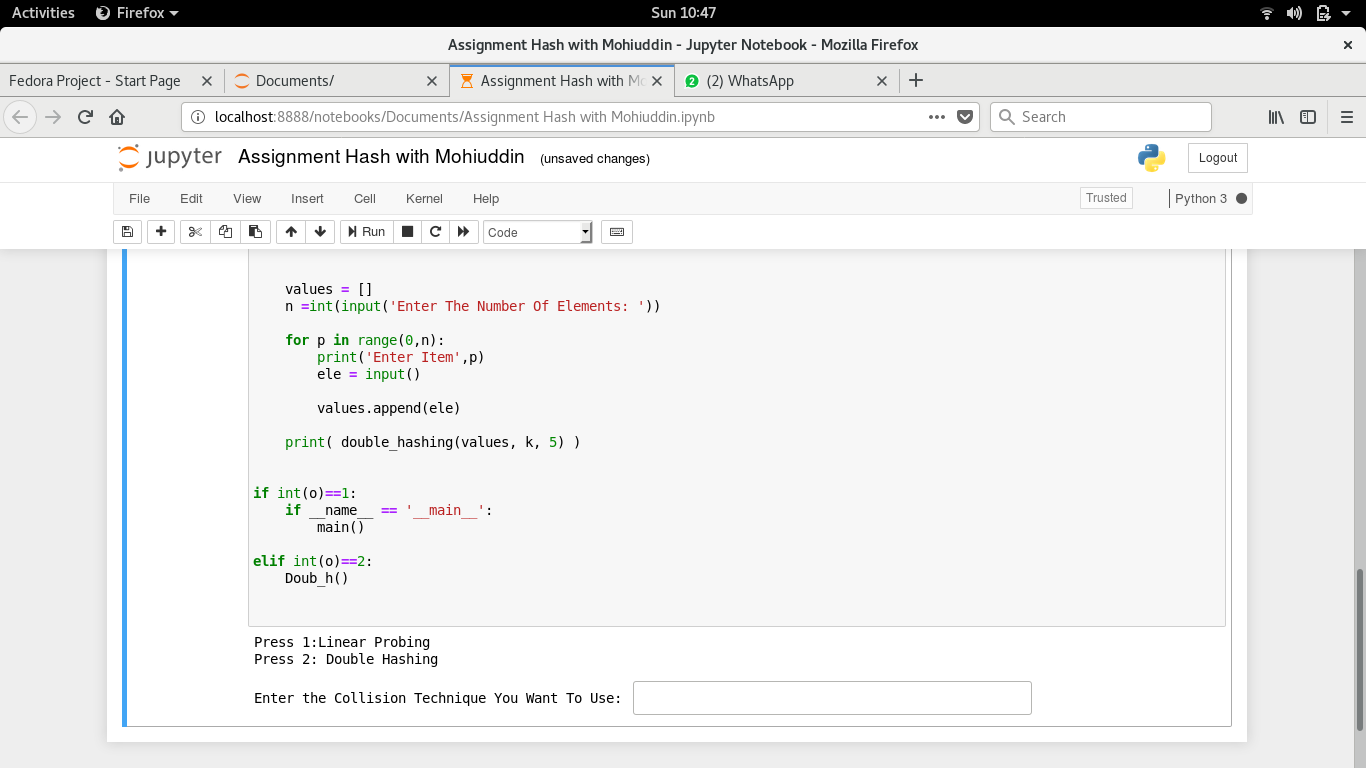 Activities Firefox Sun 10:47
Assignment Hash with Mohiuddin - Jupyter Notebook - Mozilla Firefox
Fedora Project - Start Page Documents/ Assignment Hash with Mo 2 (2) WhatsApp
localhost:8888/notebooks/Documents/Assignment Hash with Mohiuddin.ipynb Search
jupyter Assignment Hash with Mohiuddin (unsaved changes) Logout
File Edit View Insert Cell Kernel Help Trusted Python 3
Run Code
values = []
n =int(input('Enter The Number Of Elements: '))
for p in range(0,n):
print('Enter Item',p)
ele = input()
values.append(ele)
print( double_hashing(values, k, 5) )
if int(o)==1:
if __name__ == '__main__':
main()
elif int(o)==2:
Doub_h()
Press 1:Linear Probing
Press 2: Double Hashing
Enter the Collision Technique You Want To Use: